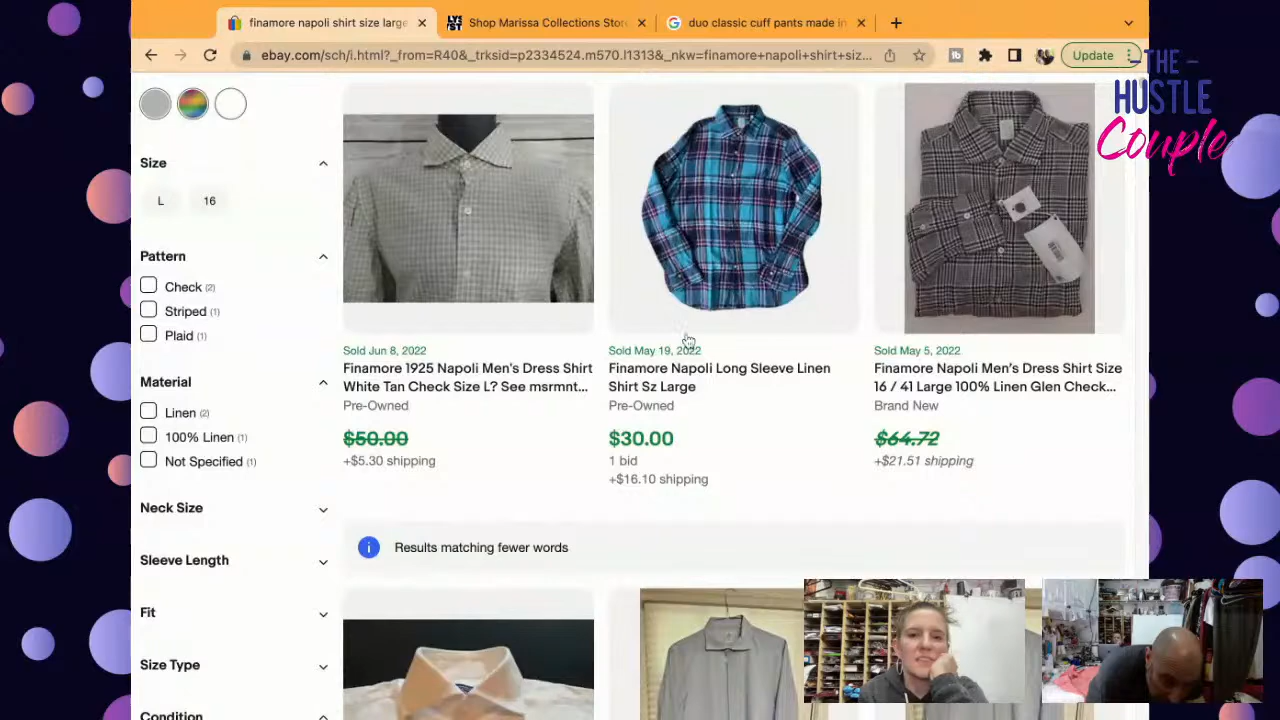 finamore napoli shirt size large
LYST
Shop Marissa Collections Store
duo classic cuff pants made in
ebay.com/sch/i.html?_from=R40&_trksid=p2334524.m570.l1313&_nkw=finamore+napoli+shirt+siz...
Update
THE
HUSTLE
Couple
Size
L 16
Pattern
Check (2)
Striped (1)
Plaid (1)
Material
Linen (2)
100% Linen (1)
Not Specified (1)
Neck Size
Sleeve Length
Fit
Size Type
Condition
Sold Jun 8, 2022
Finamore 1925 Napoli Men's Dress Shirt
White Tan Check Size L? See msrmnt...
Pre-Owned
$50.00
+$5.30 shipping
Sold May 19, 2022
Finamore Napoli Long Sleeve Linen
Shirt Sz Large
Pre-Owned
$30.00
1 bid
+$16.10 shipping
Sold May 5, 2022
Finamore Napoli Men's Dress Shirt Size
16 / 41 Large 100% Linen Glen Check...
Brand New
$64.72
+$21.51 shipping
Results matching fewer words